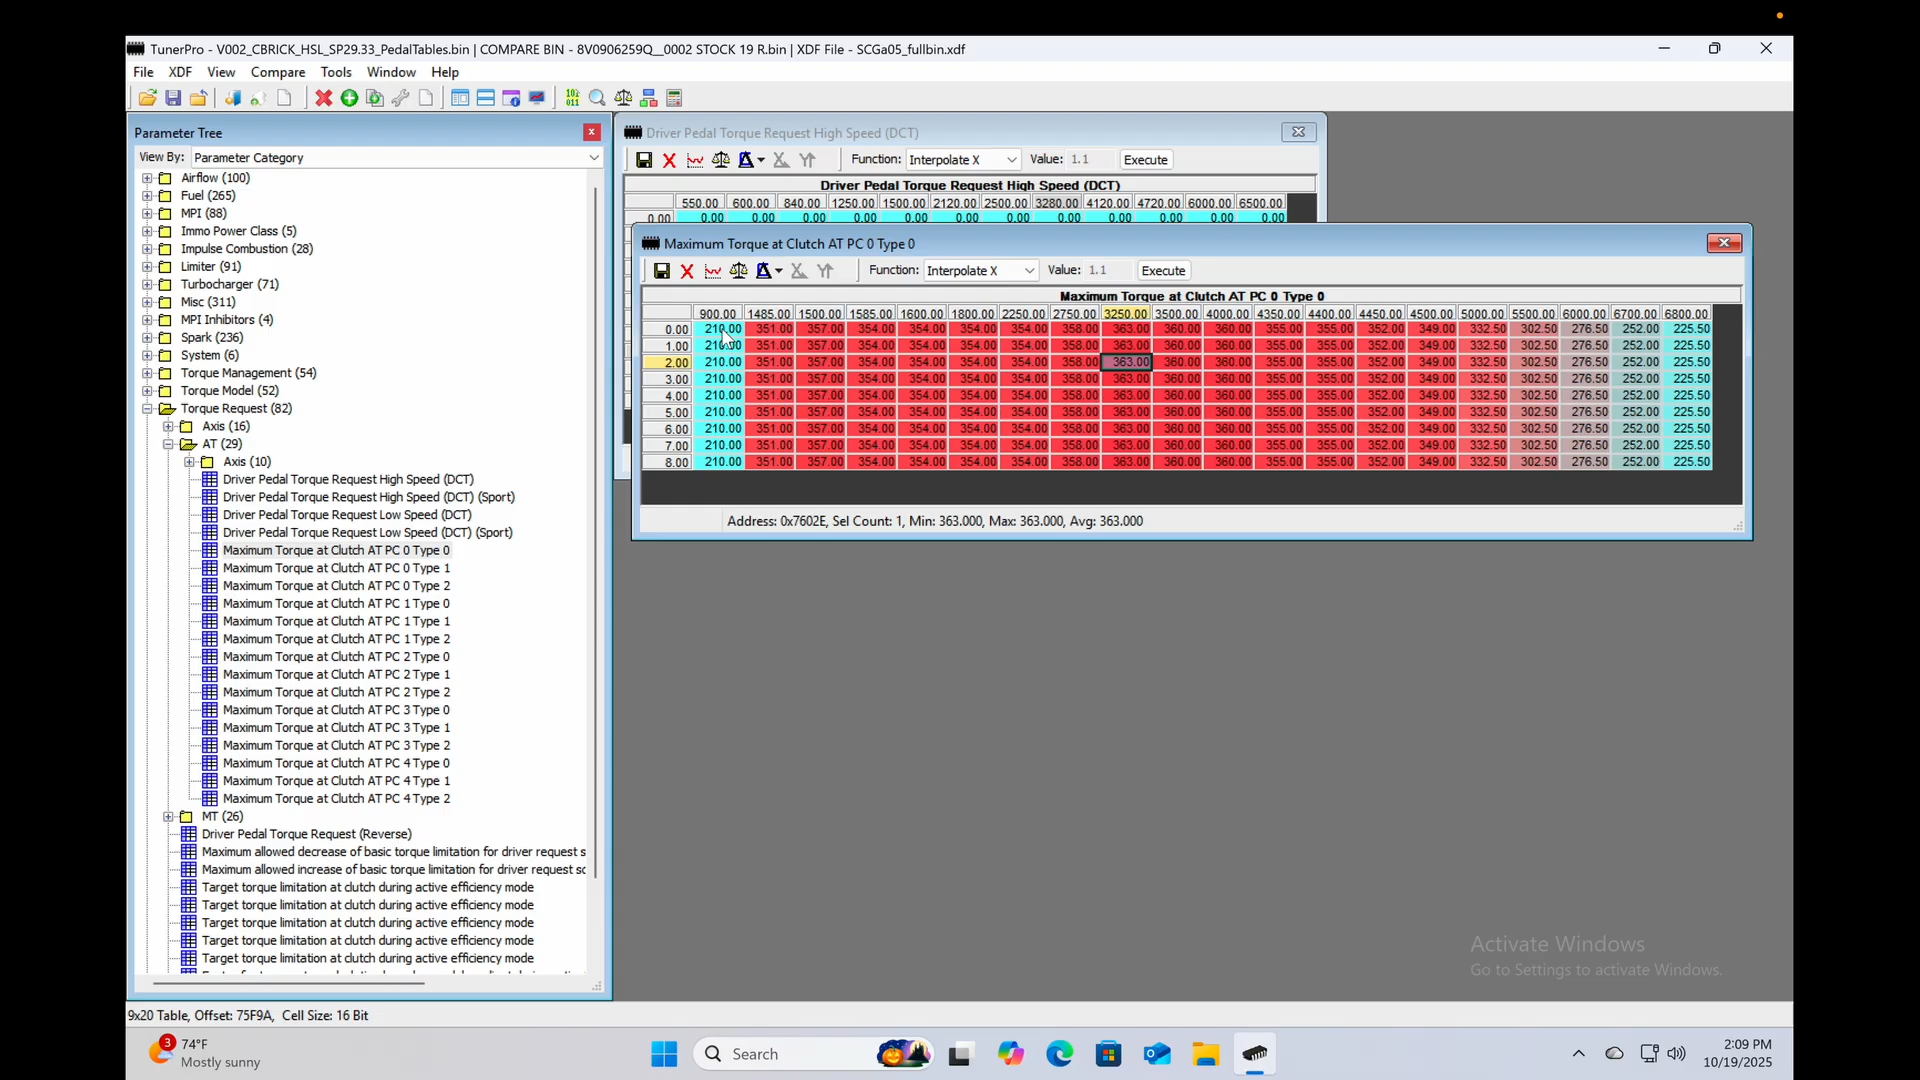 TunerPro - V002_CBRICK_HSL_SP29.33_PedalTables.bin | COMPARE BIN - 8V0906259Q__0002 STOCK 19 R.bin | XDF File - SCGa05_fullbin.xdf
File XDF View Compare Tools Window Help
Parameter Tree
View By: Parameter Category
Airflow (100)
Fuel (265)
MPI (88)
Immo Power Class (5)
Impulse Combustion (28)
Limiter (91)
Turbocharger (71)
Misc (311)
MPI Inhibitors (4)
Spark (236)
System (6)
Torque Management (54)
Torque Model (52)
Torque Request (82)
Axis (16)
AT (29)
Axis (10)
Driver Pedal Torque Request High Speed (DCT)
Driver Pedal Torque Request High Speed (DCT) (Sport)
Driver Pedal Torque Request Low Speed (DCT)
Driver Pedal Torque Request Low Speed (DCT) (Sport)
Maximum Torque at Clutch AT PC 0 Type 0
Maximum Torque at Clutch AT PC 0 Type 1
Maximum Torque at Clutch AT PC 0 Type 2
Maximum Torque at Clutch AT PC 1 Type 0
Maximum Torque at Clutch AT PC 1 Type 1
Maximum Torque at Clutch AT PC 1 Type 2
Maximum Torque at Clutch AT PC 2 Type 0
Maximum Torque at Clutch AT PC 2 Type 1
Maximum Torque at Clutch AT PC 2 Type 2
Maximum Torque at Clutch AT PC 3 Type 0
Maximum Torque at Clutch AT PC 3 Type 1
Maximum Torque at Clutch AT PC 3 Type 2
Maximum Torque at Clutch AT PC 4 Type 0
Maximum Torque at Clutch AT PC 4 Type 1
Maximum Torque at Clutch AT PC 4 Type 2
MT (26)
Driver Pedal Torque Request (Reverse)
Maximum allowed decrease of basic torque limitation for driver request s
Maximum allowed increase of basic torque limitation for driver request sc
Target torque limitation at clutch during active efficiency mode
Target torque limitation at clutch during active efficiency mode
Target torque limitation at clutch during active efficiency mode
Target torque limitation at clutch during active efficiency mode
Target torque limitation at clutch during active efficiency mode
Driver Pedal Torque Request High Speed (DCT)
Function: Interpolate X Value: 1.1 Execute
Driver Pedal Torque Request High Speed (DCT)
550.00 600.00 840.00 1250.00 1500.00 2120.00 2500.00 3280.00 4120.00 4720.00 6000.00 6500.00
0.00 0.00 0.00 0.00 0.00 0.00 0.00 0.00 0.00 0.00 0.00 0.00 0.00
Maximum Torque at Clutch AT PC 0 Type 0
Function: Interpolate X Value: 1.1 Execute
Maximum Torque at Clutch AT PC 0 Type 0
900.00 1485.00 1500.00 1585.00 1600.00 1800.00 2250.00 2750.00 3250.00 3500.00 4000.00 4350.00 4400.00 4450.00 4500.00 5000.00 5500.00 6000.00 6700.00 6800.00
0.00 210.00 351.00 357.00 354.00 354.00 354.00 354.00 358.00 363.00 360.00 360.00 355.00 355.00 352.00 349.00 332.50 302.50 276.50 252.00 225.50
1.00 210.00 351.00 357.00 354.00 354.00 354.00 354.00 358.00 363.00 360.00 360.00 355.00 355.00 352.00 349.00 332.50 302.50 276.50 252.00 225.50
2.00 210.00 351.00 357.00 354.00 354.00 354.00 354.00 358.00 363.00 360.00 360.00 355.00 355.00 352.00 349.00 332.50 302.50 276.50 252.00 225.50
3.00 210.00 351.00 357.00 354.00 354.00 354.00 354.00 358.00 363.00 360.00 360.00 355.00 355.00 352.00 349.00 332.50 302.50 276.50 252.00 225.50
4.00 210.00 351.00 357.00 354.00 354.00 354.00 354.00 358.00 363.00 360.00 360.00 355.00 355.00 352.00 349.00 332.50 302.50 276.50 252.00 225.50
5.00 210.00 351.00 357.00 354.00 354.00 354.00 354.00 358.00 363.00 360.00 360.00 355.00 355.00 352.00 349.00 332.50 302.50 276.50 252.00 225.50
6.00 210.00 351.00 357.00 354.00 354.00 354.00 354.00 358.00 363.00 360.00 360.00 355.00 355.00 352.00 349.00 332.50 302.50 276.50 252.00 225.50
7.00 210.00 351.00 357.00 354.00 354.00 354.00 354.00 358.00 363.00 360.00 360.00 355.00 355.00 352.00 349.00 332.50 302.50 276.50 252.00 225.50
8.00 210.00 351.00 357.00 354.00 354.00 354.00 354.00 358.00 363.00 360.00 360.00 355.00 355.00 352.00 349.00 332.50 302.50 276.50 252.00 225.50
Address: 0x7602E, Sel Count: 1, Min: 363.000, Max: 363.000, Avg: 363.000
Activate Windows
Go to Settings to activate Windows.
9x20 Table, Offset: 75F9A, Cell Size: 16 Bit
3
74°F
Mostly sunny
Search
2:09 PM
10/19/2025